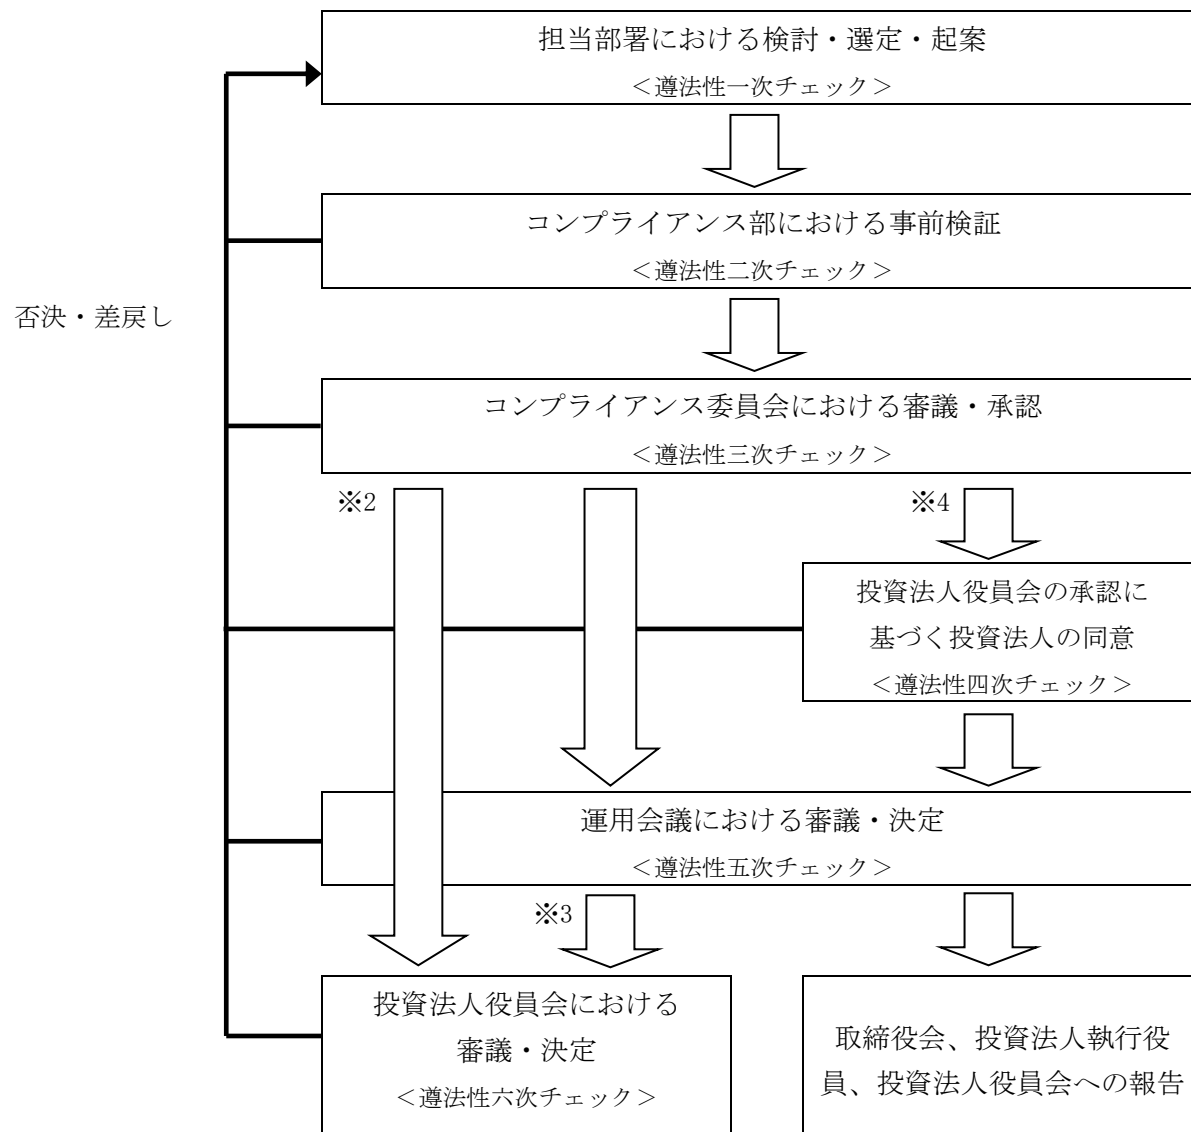 担当部署における検討・選定・起案
＜遵法性一次チェック＞
コンプライアンス部における事前検証
＜遵法性二次チェック＞
否決・差戻し
コンプライアンス委員会における審議・承認
＜遵法性三次チェック＞
※2
※4
投資法人役員会の承認に
基づく投資法人の同意
＜遵法性四次チェック＞
運用会議における審議・決定
＜遵法性五次チェック＞
※3
投資法人役員会における
審議・決定
＜遵法性六次チェック＞
取締役会、投資法人執行役
員、投資法人役員会への報告